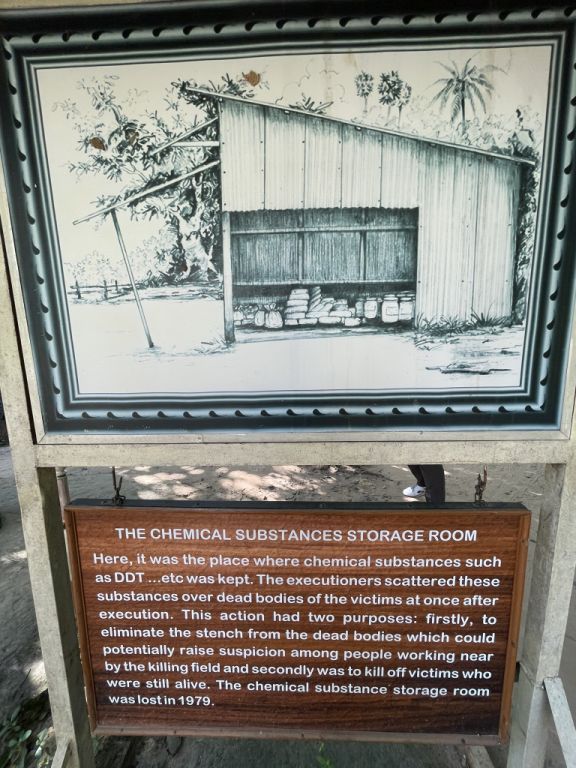 THE CHEMICAL SUBSTANCES STORAGE ROOM
Here, it was the place where chemical substances such
as DDT....etc was kept. The executioners scattered these
substances over dead bodies of the victims at once after
execution. This action had two purposes: firstly, to
eliminate the stench from the dead bodies which could
potentially raise suspicion among people working near
by the killing field and secondly was to kill off victims who
were still alive. The chemical substance storage room
was lost in 1979.